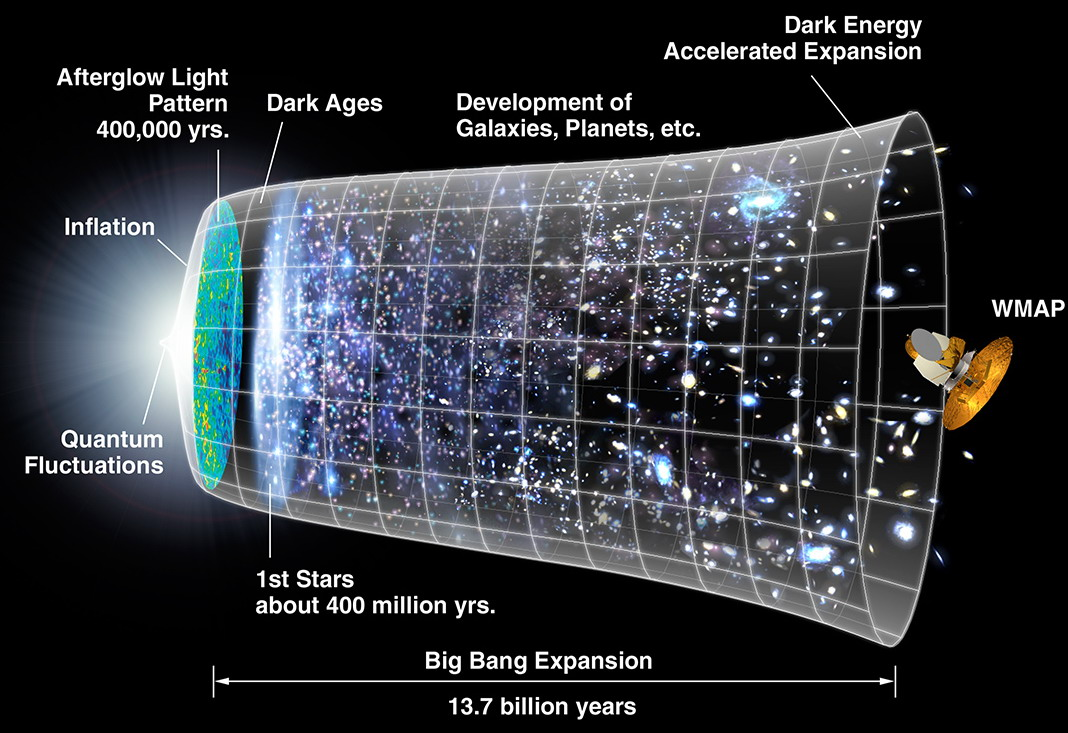 Dark Energy
Accelerated Expansion
Afterglow Light
Pattern
400,000 yrs.
Dark Ages
Development of
Galaxies, Planets, etc.
Inflation
WMAP
Quantum
Fluctuations
1st Stars
about 400 million yrs.
Big Bang Expansion
13.7 billion years